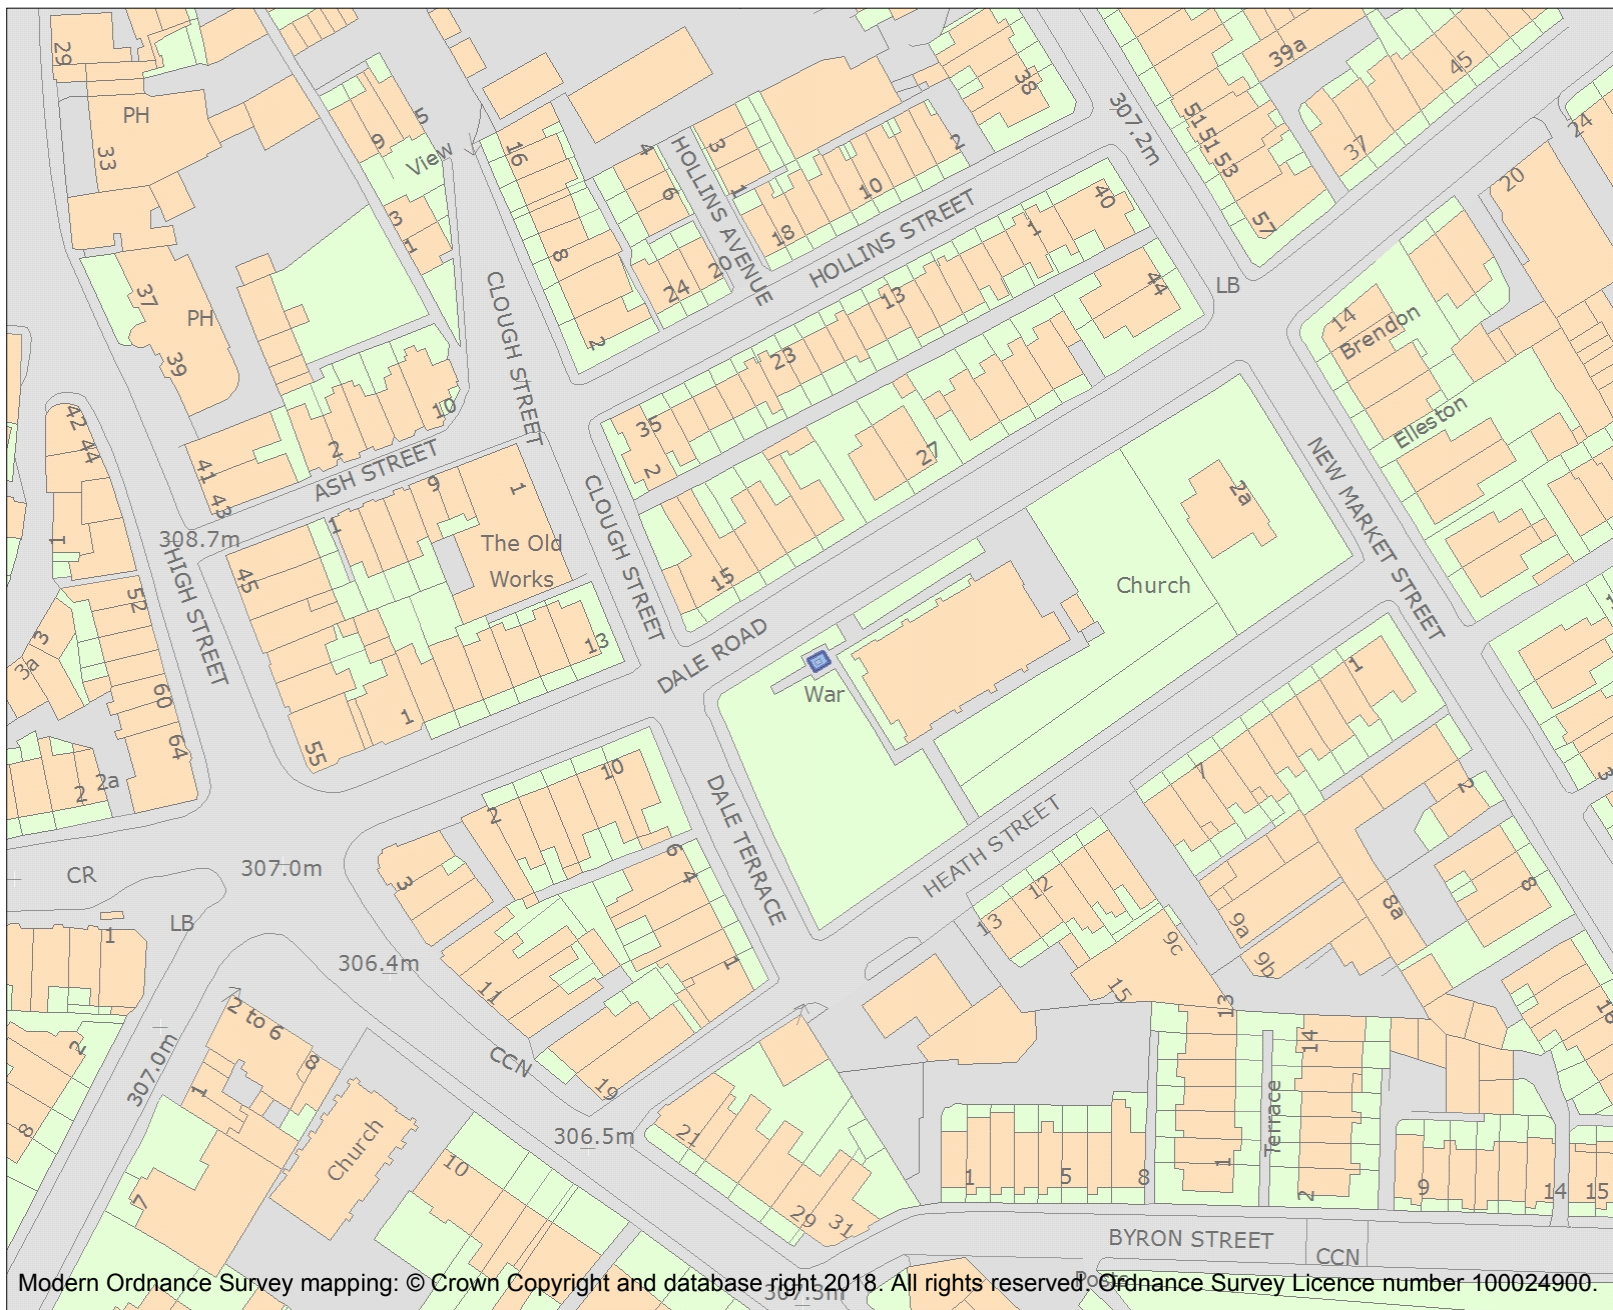 29
PH
33
9
5
View
3
1
16
4
3
6
1
HOLLINS AVENUE
2
10
18
38
307.2m
51
51
53
57
39a
45
37
24
20
37
PH
39
8
20
24
2
HOLLINS STREET
40
1
13
23
35
2
44
LB
14
Brendon
Elleston
CLOUGH STREET
42
44
41
43
2
10
ASH STREET
9
1
1
The Old
Works
27
2a
NEW MARKET STREET
1
308.7m
HIGH STREET
45
52
CLOUGH STREET
15
Church
3
3a
60
64
13
1
55
DALE ROAD
War
1
7
2
2a
2
10
DALE TERRACE
HEATH STREET
2
3
CR
307.0m
3
6
4
12
13
9a
9b
9c
8a
8
LB
1
306.4m
11
1
15
13
14
16
2 to 6
8
1
2
307.0m
8
CCN
19
306.5m
21
Church
10
7
29
31
1
5
8
1
Terrace
2
9
14
15
BYRON STREET
CCN
Posts
307.3m
Modern Ordnance Survey mapping: © Crown Copyright and database right 2018. All rights reserved. Ordnance Survey Licence number 100024900.